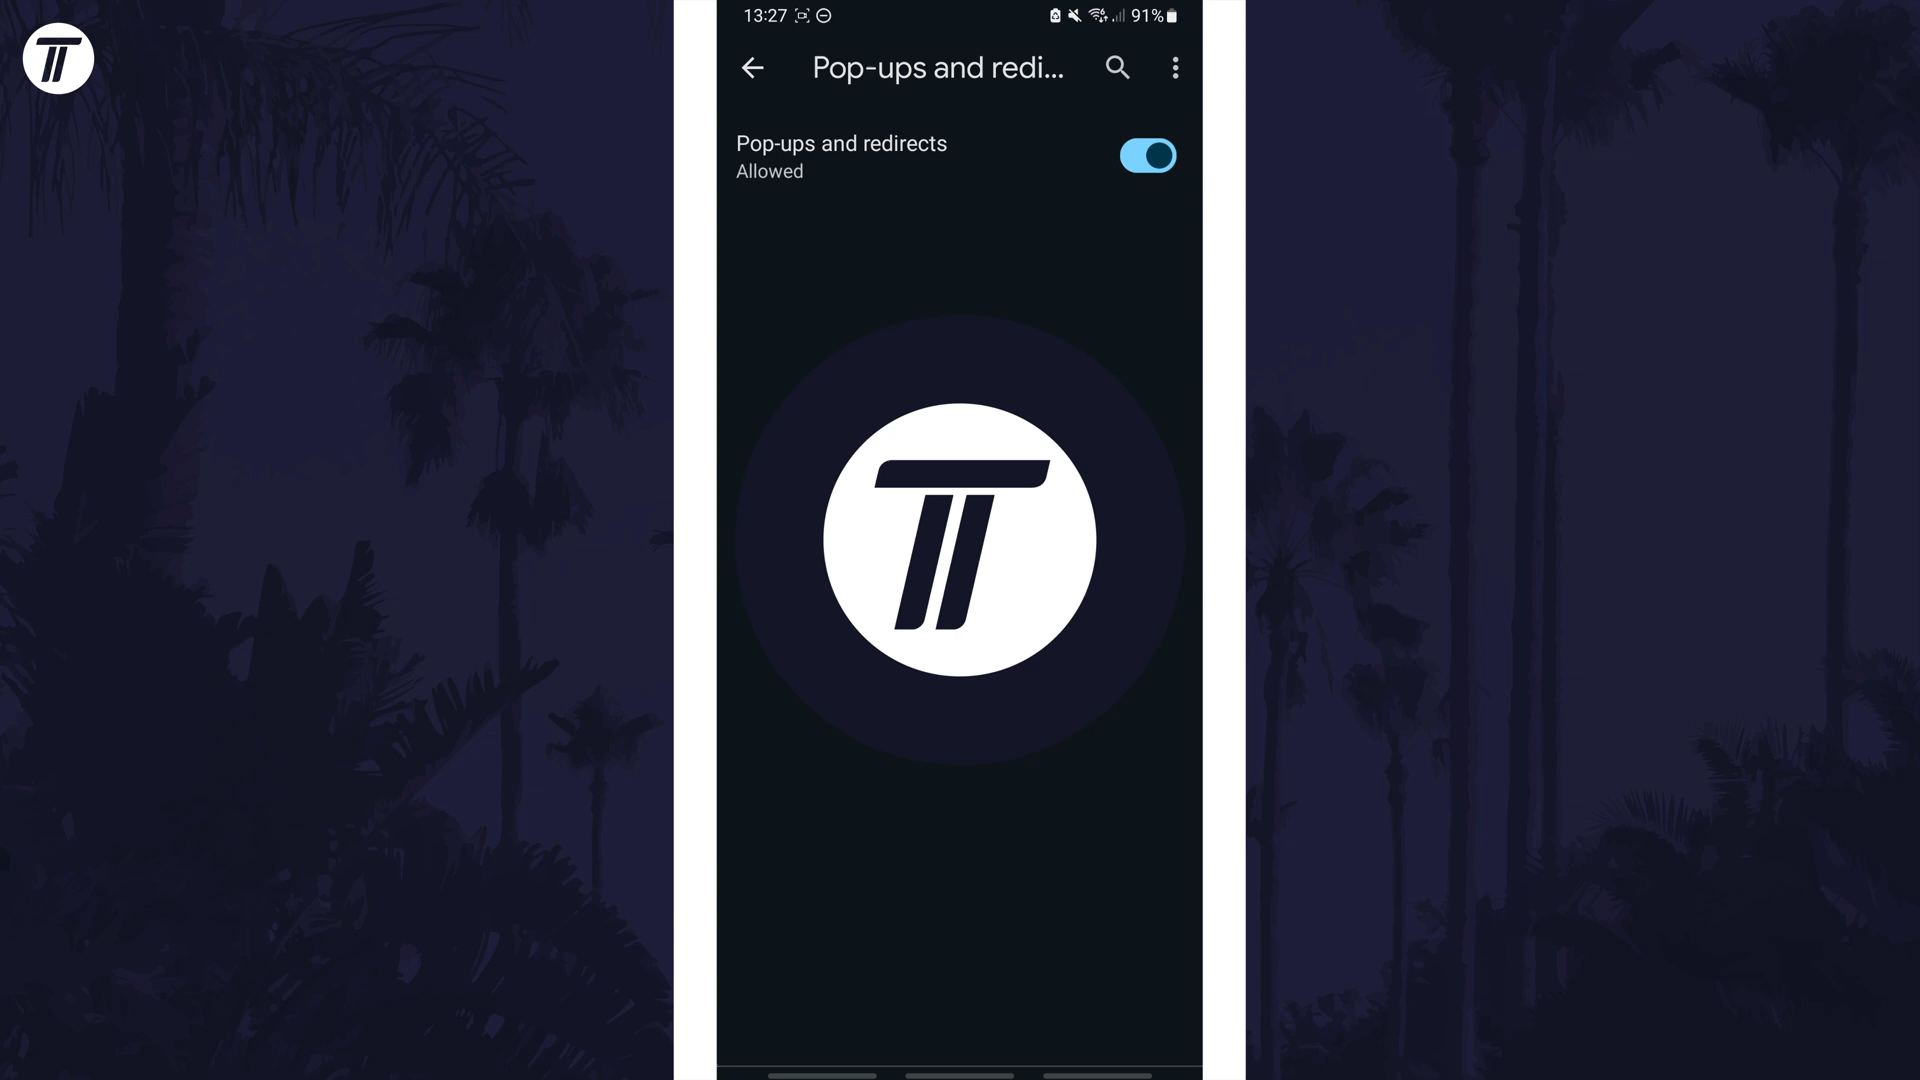 13:27
91%
Pop-ups and redi...
Pop-ups and redirects
Allowed